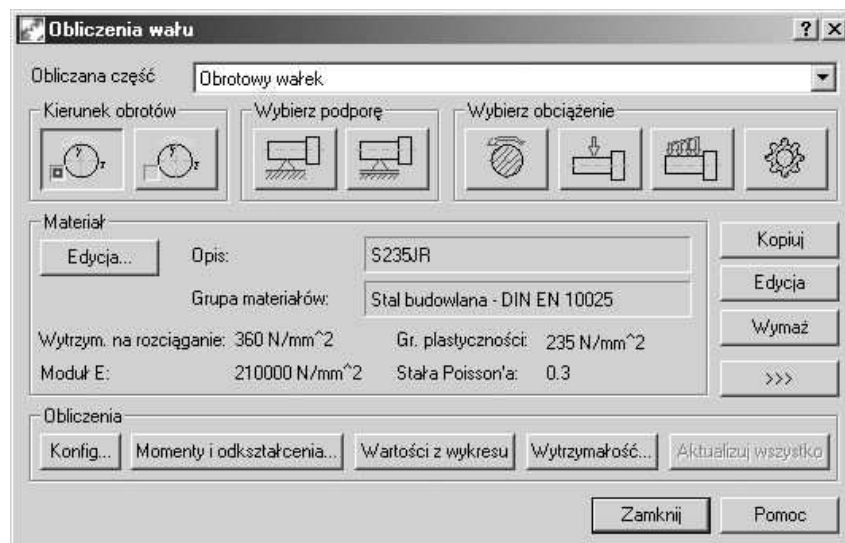 Obliczenia wału
Obliczana część Obrotowy wałek
Kierunek obrotów Wybierz podporę Wybierz obciążenie
Materiał
Edycja... Opis: S235JR
Grupa materiałów: Stal budowlana - DIN EN 10025
Wytrzym. na rozciąganie: 360 N/mm^2 Gr. plastyczności: 235 N/mm^2
Moduł E: 210000 N/mm^2 Stała Poisson'a: 0.3
Kopiuj
Edycja
Wymaż
>>>
Obliczenia
Konfig... Momenty i odkształcenia... Wartości z wykresu Wytrzymałość... Aktualizuj wszystko
Zamknij Pomoc